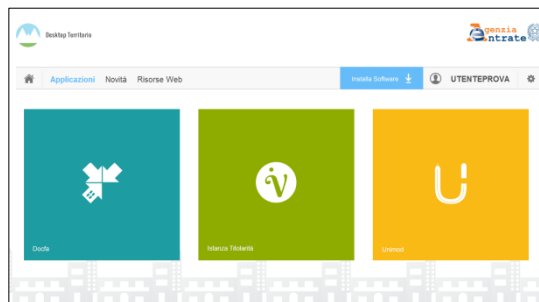 Desktop Territorio
Agenzia
Entrate
Applicazioni Novità Risorse Web Installa Software UTENTEPROVA
Docfa Istanza Titolarità Unimod